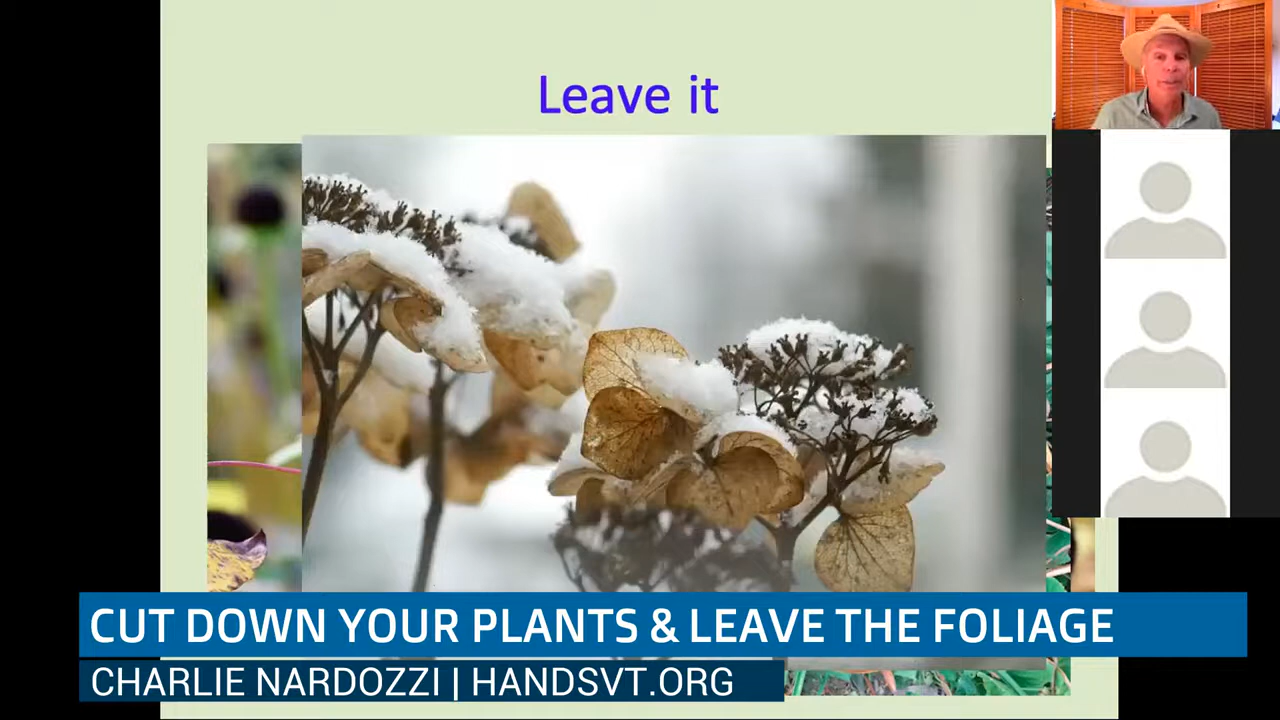 Leave it
CUT DOWN YOUR PLANTS & LEAVE THE FOLIAGE
CHARLIE NARDOZZI | HANDSVT.ORG